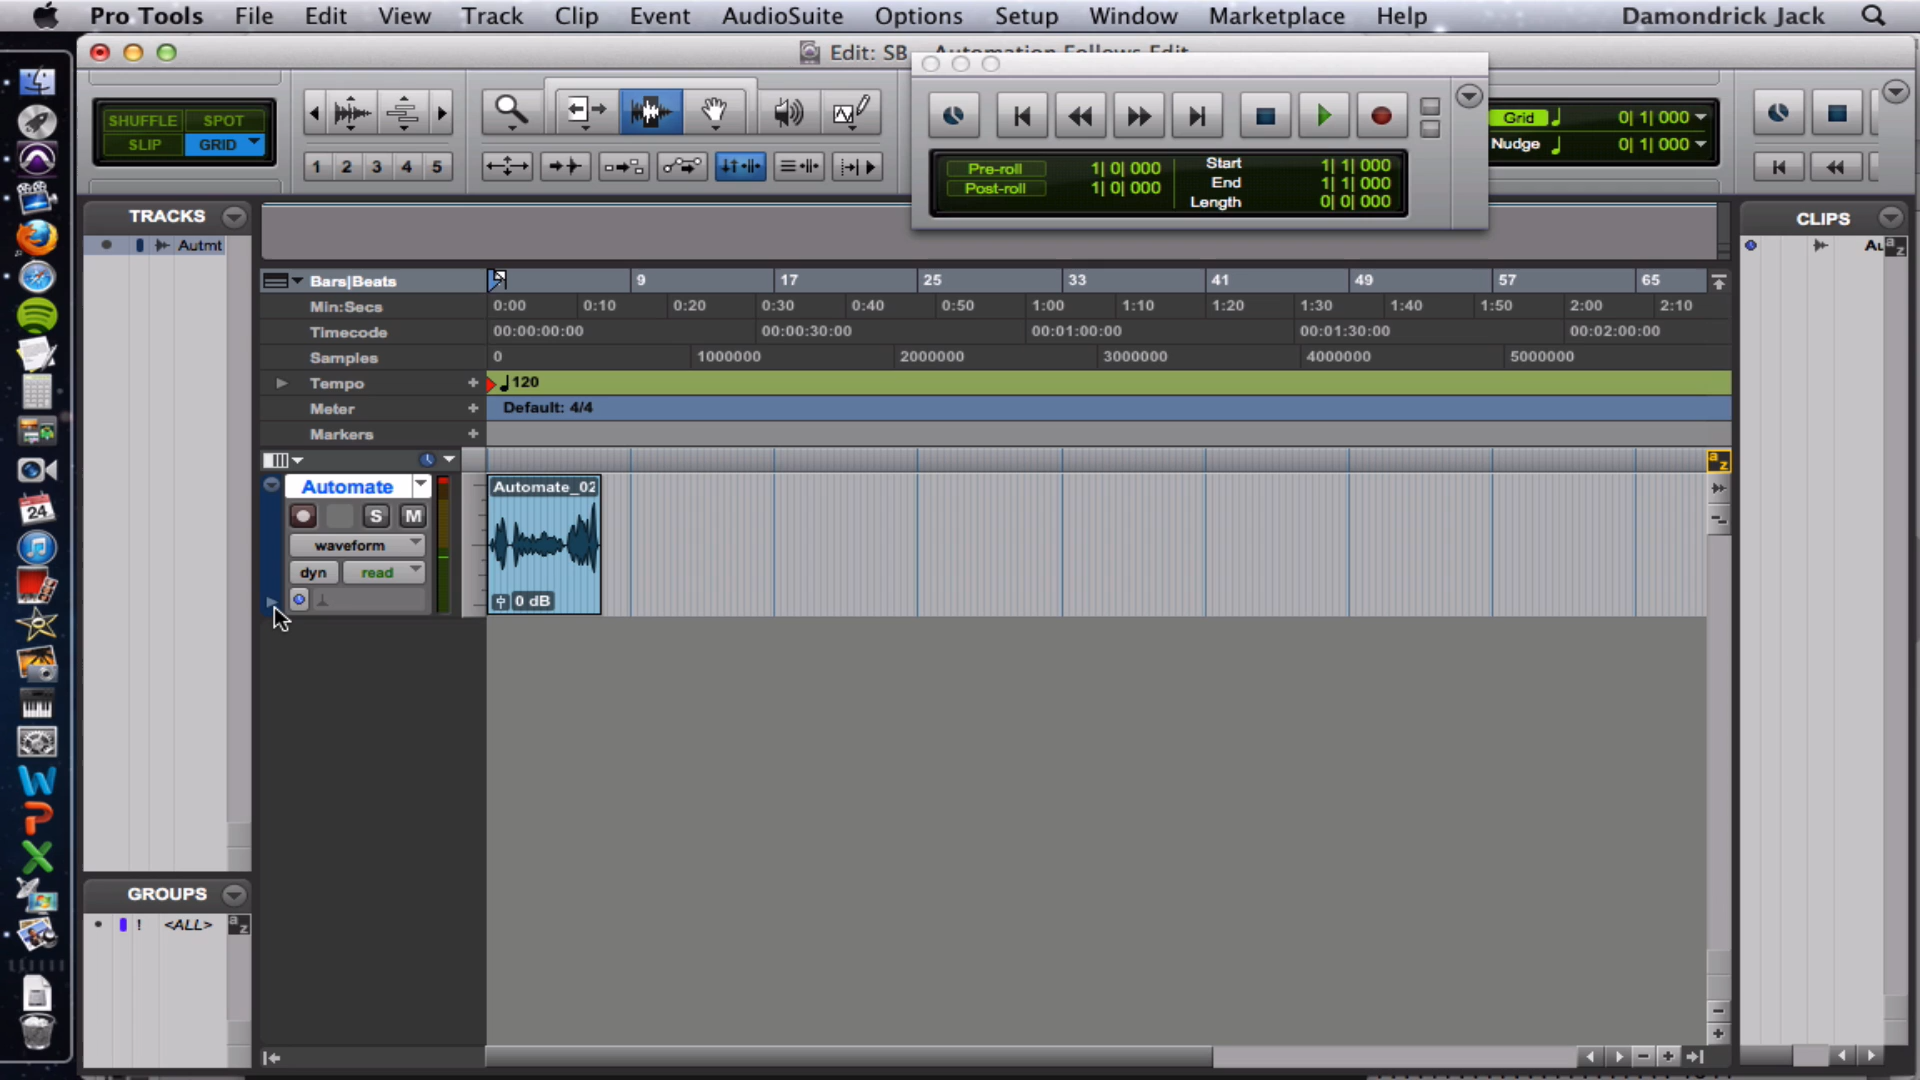 Pro Tools File Edit View Track Clip Event AudioSuite Options Setup Window Marketplace Help Damondrick Jack
Edit: SB - Automation Follows Edit
SHUFFLE SPOT
SLIP GRID
1 2 3 4 5
Pre-roll 1| 0| 000
Post-roll 1| 0| 000
Start 1| 1| 000
End 1| 1| 000
Length 0| 0| 000
Grid 0| 1| 000
Nudge 0| 1| 000
TRACKS
Autmt
CLIPS
Au
a z
Bars|Beats 9 17 25 33 41 49 57 65
Min:Secs 0:00 0:10 0:20 0:30 0:40 0:50 1:00 1:10 1:20 1:30 1:40 1:50 2:00 2:10
Timecode 00:00:00:00 00:00:30:00 00:01:00:00 00:01:30:00 00:02:00:00
Samples 0 1000000 2000000 3000000 4000000 5000000
Tempo + 120
Meter + Default: 4/4
Markers +
a z
Automate
S M
waveform
dyn read
Automate_02
0 dB
24
GROUPS
! <ALL> a z